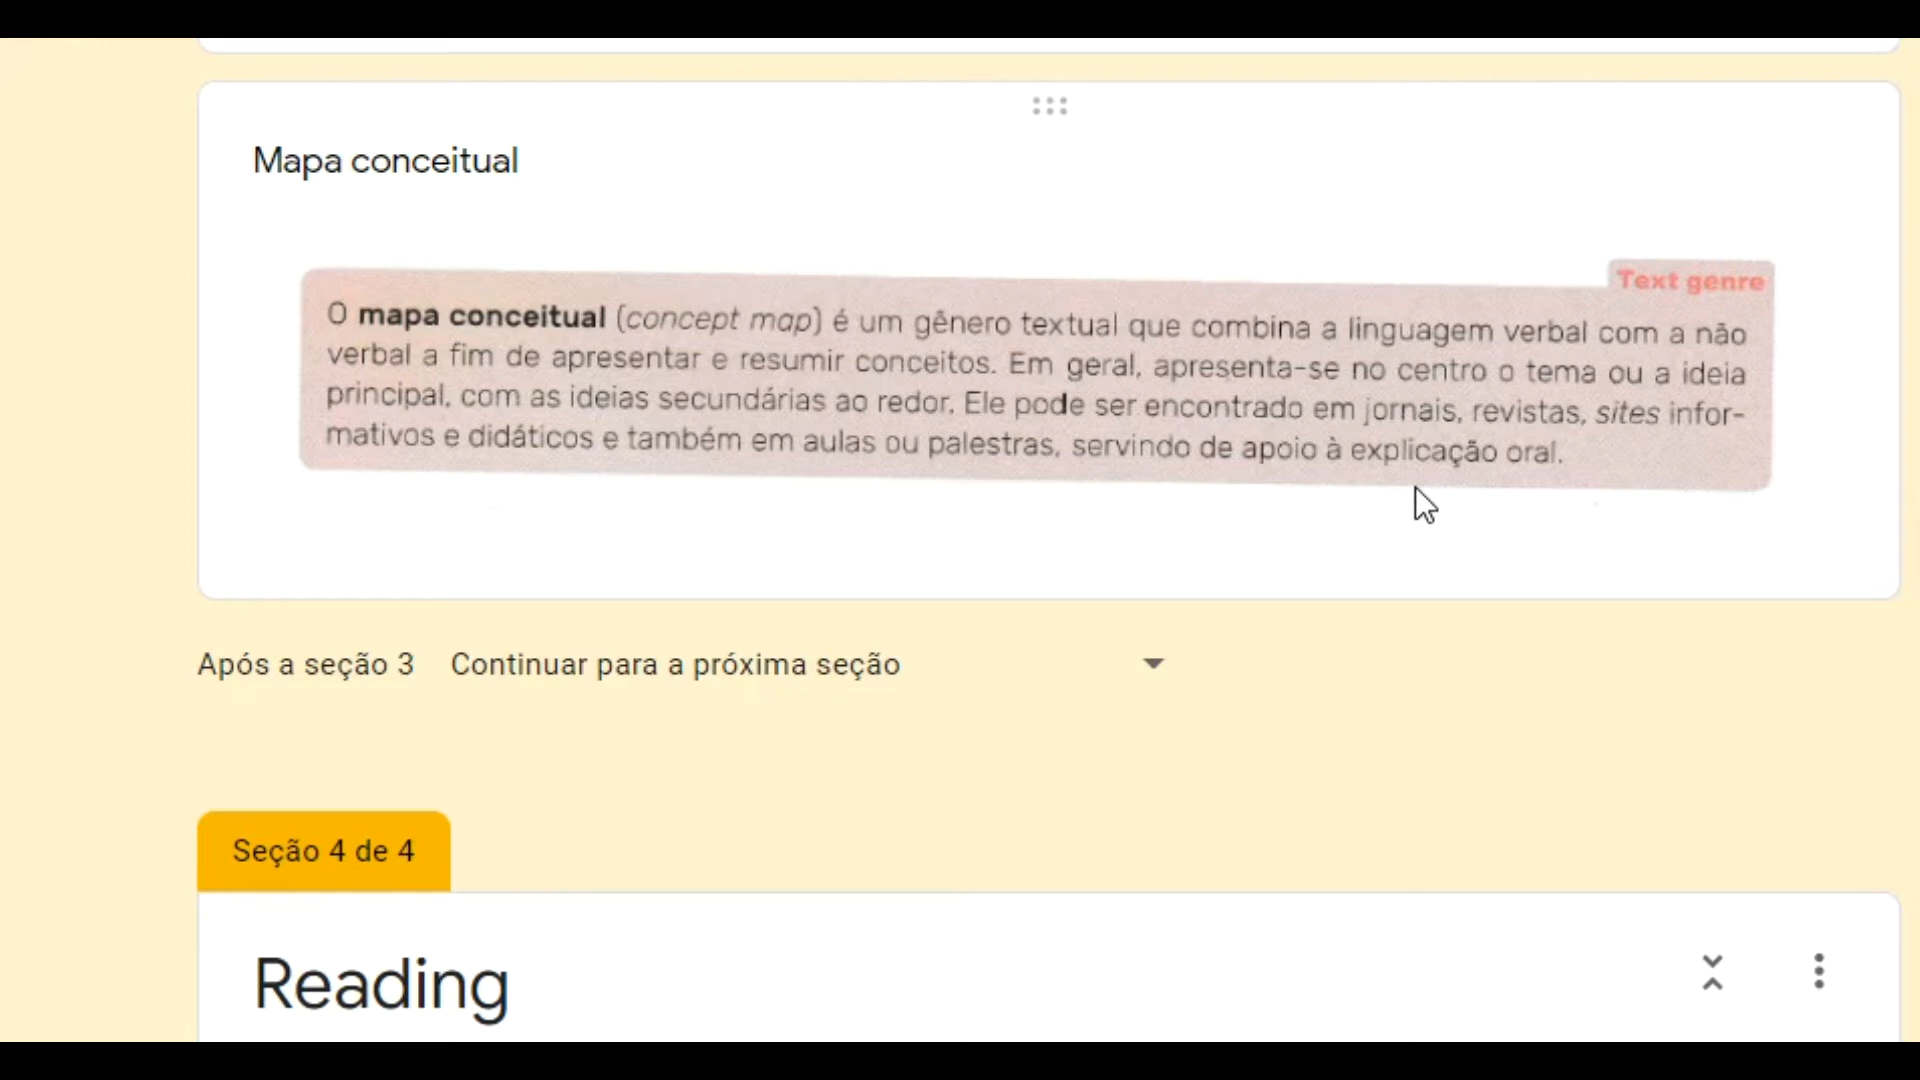 Mapa conceitual
Text genre
O mapa conceitual (concept map) é um gênero textual que combina a linguagem verbal com a não
verbal a fim de apresentar e resumir conceitos. Em geral, apresenta-se no centro o tema ou a ideia
principal, com as ideias secundárias ao redor. Ele pode ser encontrado em jornais, revistas, sites infor-
mativos e didáticos e também em aulas ou palestras, servindo de apoio à explicação oral.
Após a seção 3 Continuar para a próxima seção
Seção 4 de 4
Reading